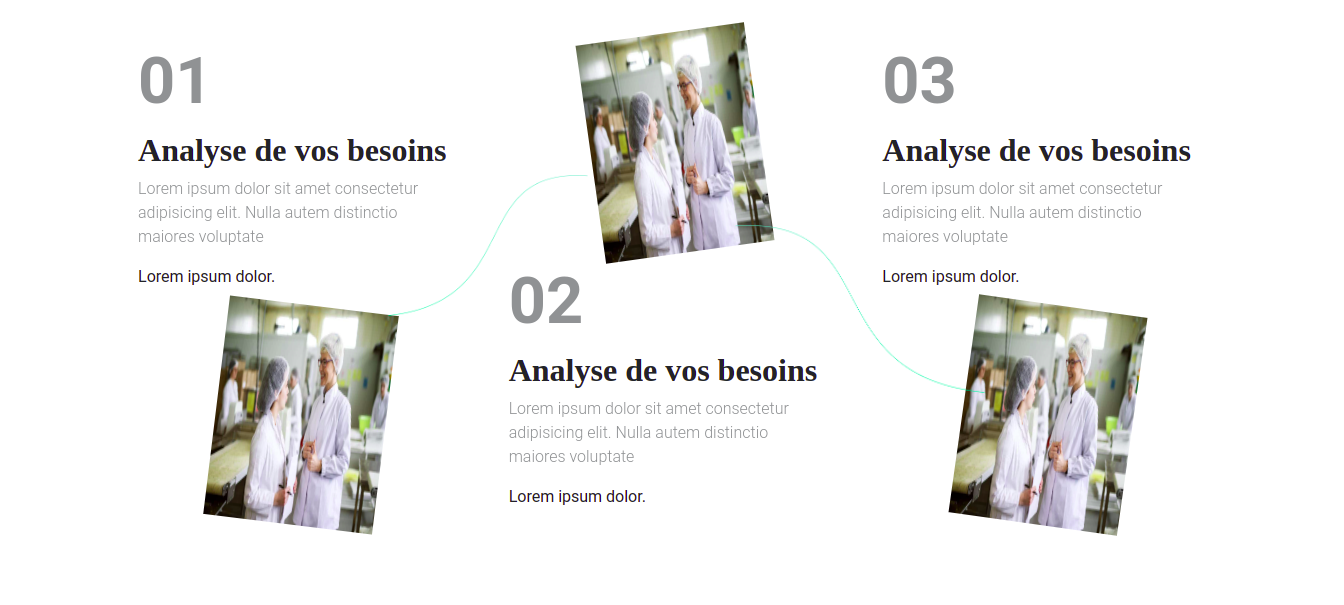 01
Analyse de vos besoins
Lorem ipsum dolor sit amet consectetur
adipisicing elit. Nulla autem distinctio
maiores voluptate
Lorem ipsum dolor.
02
Analyse de vos besoins
Lorem ipsum dolor sit amet consectetur
adipisicing elit. Nulla autem distinctio
maiores voluptate
Lorem ipsum dolor.
03
Analyse de vos besoins
Lorem ipsum dolor sit amet consectetur
adipisicing elit. Nulla autem distinctio
maiores voluptate
Lorem ipsum dolor.